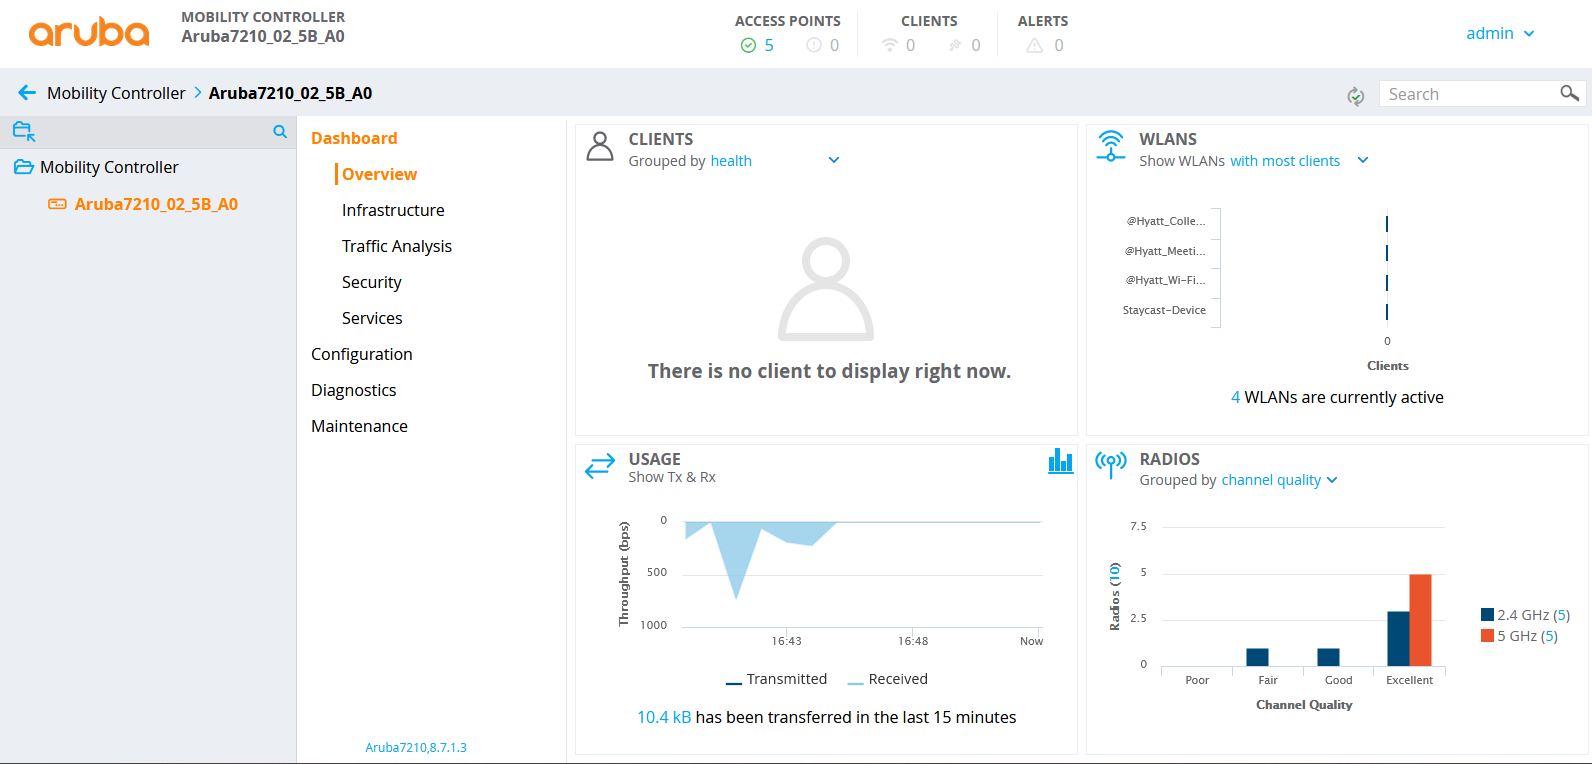 aruba
MOBILITY CONTROLLER
Aruba7210_02_5B_A0
ACCESS POINTS
5 0
CLIENTS
0 0
ALERTS
0
admin
Mobility Controller > Aruba7210_02_5B_A0
Search
Mobility Controller
Aruba7210_02_5B_A0
Dashboard
Overview
Infrastructure
Traffic Analysis
Security
Services
Configuration
Diagnostics
Maintenance
Aruba7210,8.7.1.3
CLIENTS
Grouped by health
There is no client to display right now.
WLANS
Show WLANs with most clients
@Hyatt_Colle...
@Hyatt_Meeti...
@Hyatt_Wi-Fi...
Staycast-Device
0
Clients
4 WLANs are currently active
USAGE
Show Tx & Rx
Throughput (bps)
0
500
1000
16:43 16:48 Now
Transmitted Received
10.4 kB has been transferred in the last 15 minutes
RADIOS
Grouped by channel quality
Radios (10)
7.5
5
2.5
0
Poor Fair Good Excellent
Channel Quality
2.4 GHz (5)
5 GHz (5)